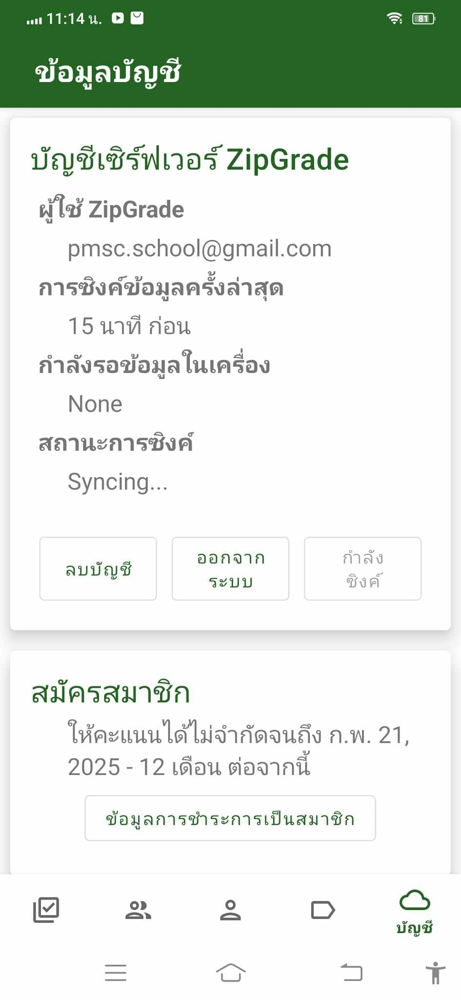 11:14 น.
81
ข้อมูลบัญชี
บัญชีเซิร์ฟเวอร์ ZipGrade
ผู้ใช้ ZipGrade
pmsc.school@gmail.com
การซิงค์ข้อมูลครั้งล่าสุด
15 นาที ก่อน
กำลังรอข้อมูลในเครื่อง
None
สถานะการซิงค์
Syncing...
ลบบัญชี
ออกจาก
ระบบ
กำลัง
ซิงค์
สมัครสมาชิก
ให้คะแนนได้ไม่จำกัดจนถึง ก.พ. 21,
2025 - 12 เดือน ต่อจากนี้
ข้อมูลการชำระการเป็นสมาชิก
บัญชี